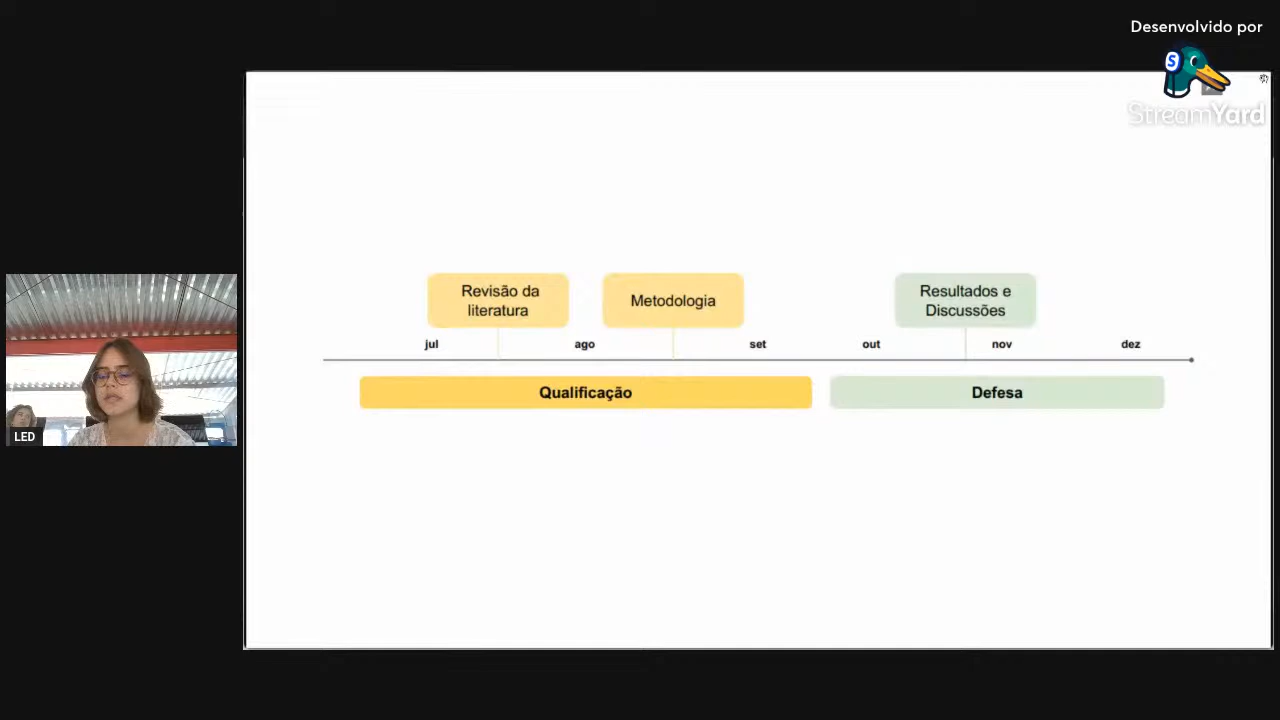 Desenvolvido por
StreamYard
Revisão da
literatura
Metodologia
Resultados e
Discussões
jul
ago
set
out
nov
dez
Qualificação
Defesa
LED